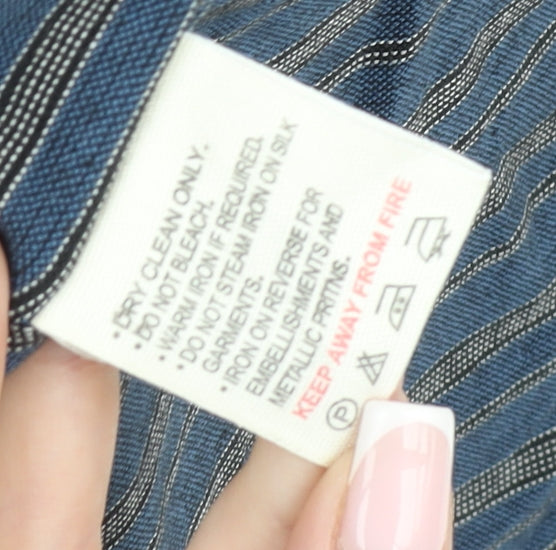 • DRY CLEAN ONLY.
• DO NOT BLEACH.
• WARM IRON IF REQUIRED.
• DO NOT STEAM IRON ON SILK
GARMENTS.
• IRON ON REVERSE FOR
EMBELLISHMENTS AND
METALLIC PRITNS.
KEEP AWAY FROM FIRE
P